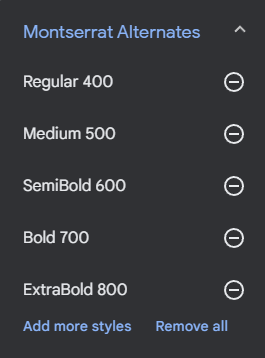 Montserrat Alternates
Regular 400
Medium 500
SemiBold 600
Bold 700
ExtraBold 800
Add more styles Remove all